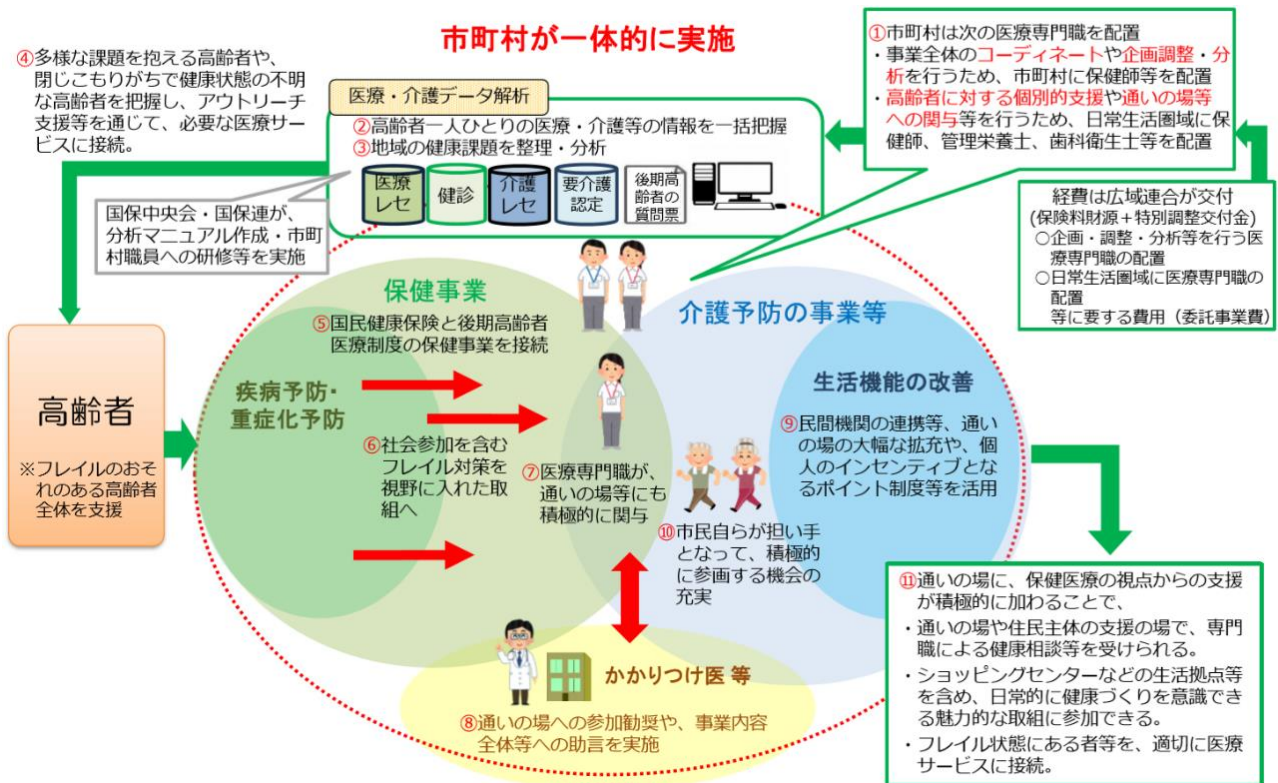 市町村が一体的に実施
④多様な課題を抱える高齢者や、
閉じこもりがちで健康状態の不明
な高齢者を把握し、アウトリーチ
支援等を通じて、必要な医療サー
ビスに接続。
医療・介護データ解析
②高齢者一人ひとりの医療・介護等の情報を一括把握
③地域の健康課題を整理・分析
医療
レセ
健診
介護
レセ
要介護
認定
後期高
齢者の
質問票
①市町村は次の医療専門職を配置
・事業全体のコーディネートや企画調整・分
析を行うため、市町村に保健師等を配置
・高齢者に対する個別的支援や通いの場等
への関与等を行うため、日常生活圏域に保
健師、管理栄養士、歯科衛生士等を配置
経費は広域連合が交付
(保険料財源＋特別調整交付金)
○企画・調整・分析等を行う医
療専門職の配置
○日常生活圏域に医療専門職の
配置
等に要する費用（委託事業費）
国保中央会・国保連が、
分析マニュアル作成・市町
村職員への研修等を実施
高齢者
※フレイルのおそ
れのある高齢者
全体を支援
保健事業
⑤国民健康保険と後期高齢者
医療制度の保健事業を接続
疾病予防・
重症化予防
⑥社会参加を含む
フレイル対策を
視野に入れた取
組へ
⑦医療専門職が、
通いの場等にも
積極的に関与
介護予防の事業等
生活機能の改善
⑨民間機関の連携等、通い
の場の大幅な拡充や、個
人のインセンティブとな
るポイント制度等を活用
⑩市民自らが担い手
となって、積極的
に参画する機会の
充実
かかりつけ医 等
⑧通いの場への参加勧奨や、事業内容
全体等への助言を実施
⑪通いの場に、保健医療の視点からの支援
が積極的に加わることで、
・通いの場や住民主体の支援の場で、専門
職による健康相談等を受けられる。
・ショッピングセンターなどの生活拠点等
を含め、日常的に健康づくりを意識でき
る魅力的な取組に参加できる。
・フレイル状態にある者等を、適切に医療
サービスに接続。